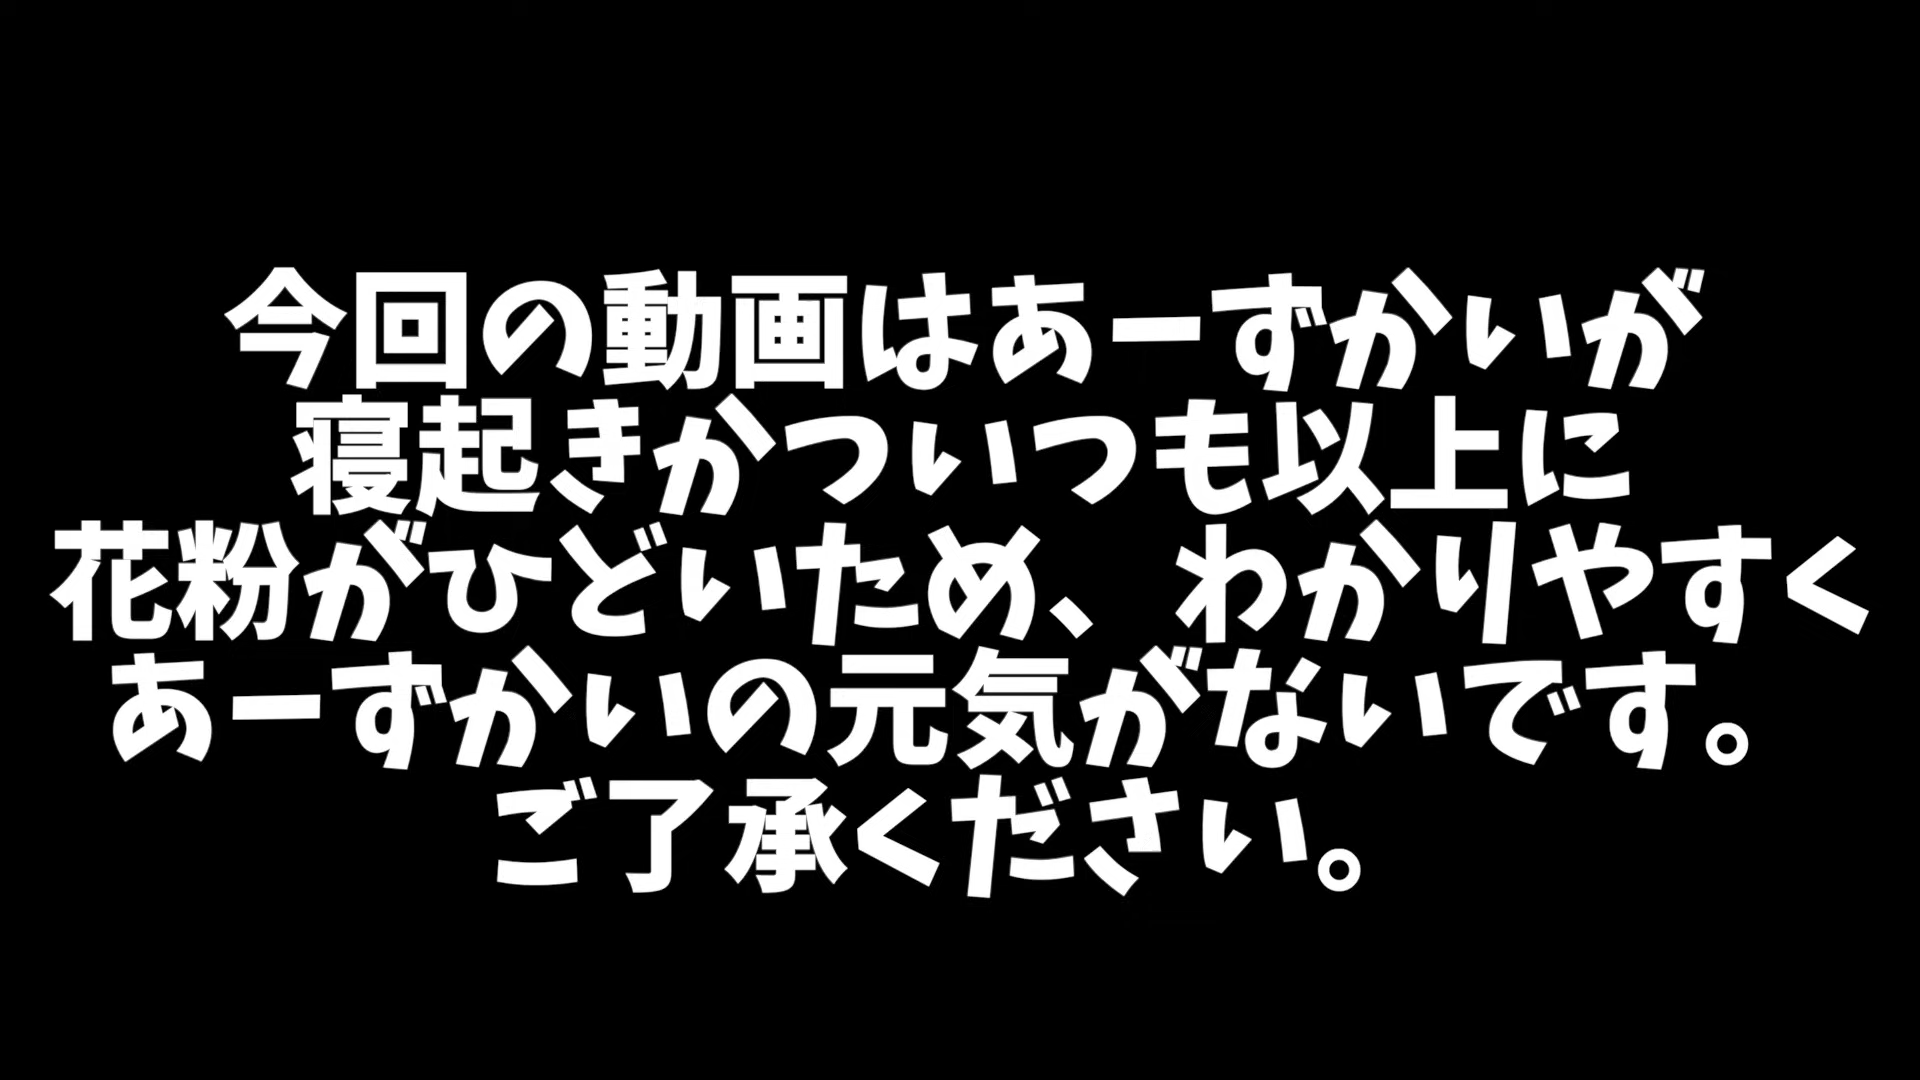 今回の動画はあーずかいが
寝起きかついつも以上に
花粉がひどいため、わかりやすく
あーずかいの元気がないです。
ご了承ください。